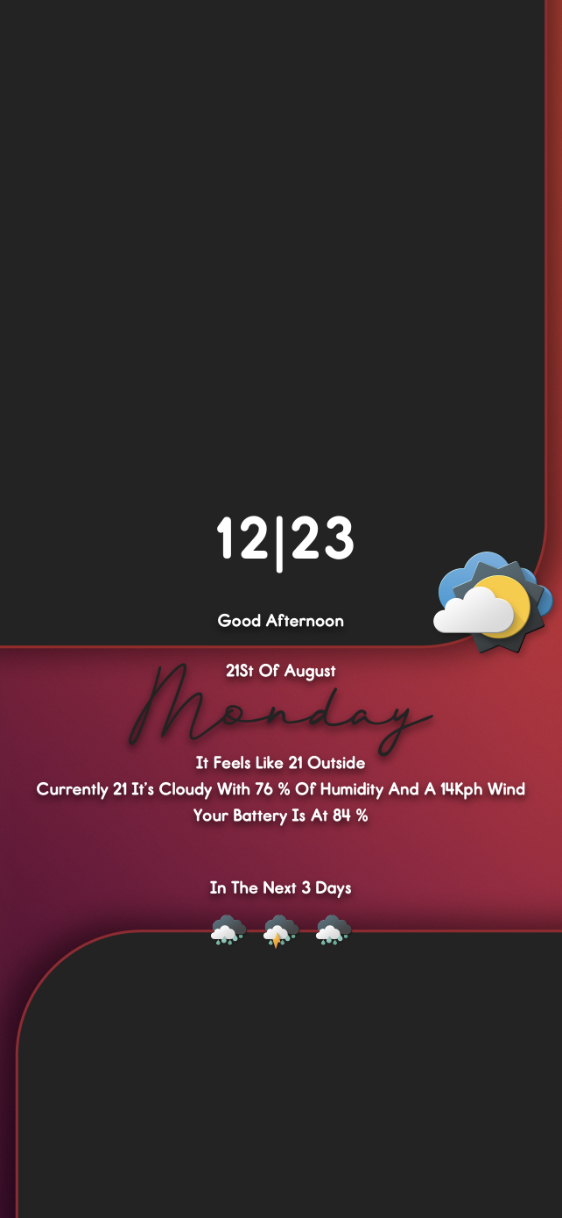 12|23
Good Afternoon
21St Of August
Monday
It Feels Like 21 Outside
Currently 21 It's Cloudy With 76 % Of Humidity And A 14Kph Wind
Your Battery Is At 84 %
In The Next 3 Days